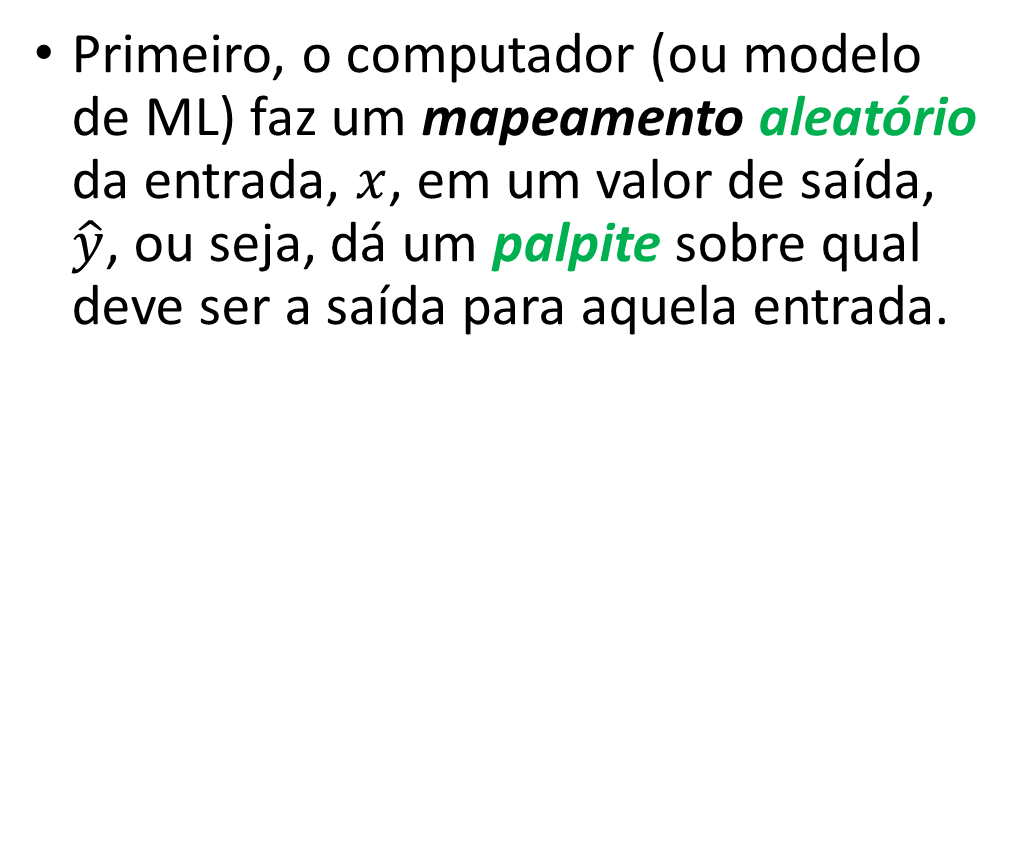 • Primeiro, o computador (ou modelo
de ML) faz um mapeamento aleatório
da entrada, 𝑥, em um valor de saída,
𝑦̂, ou seja, dá um palpite sobre qual
deve ser a saída para aquela entrada.